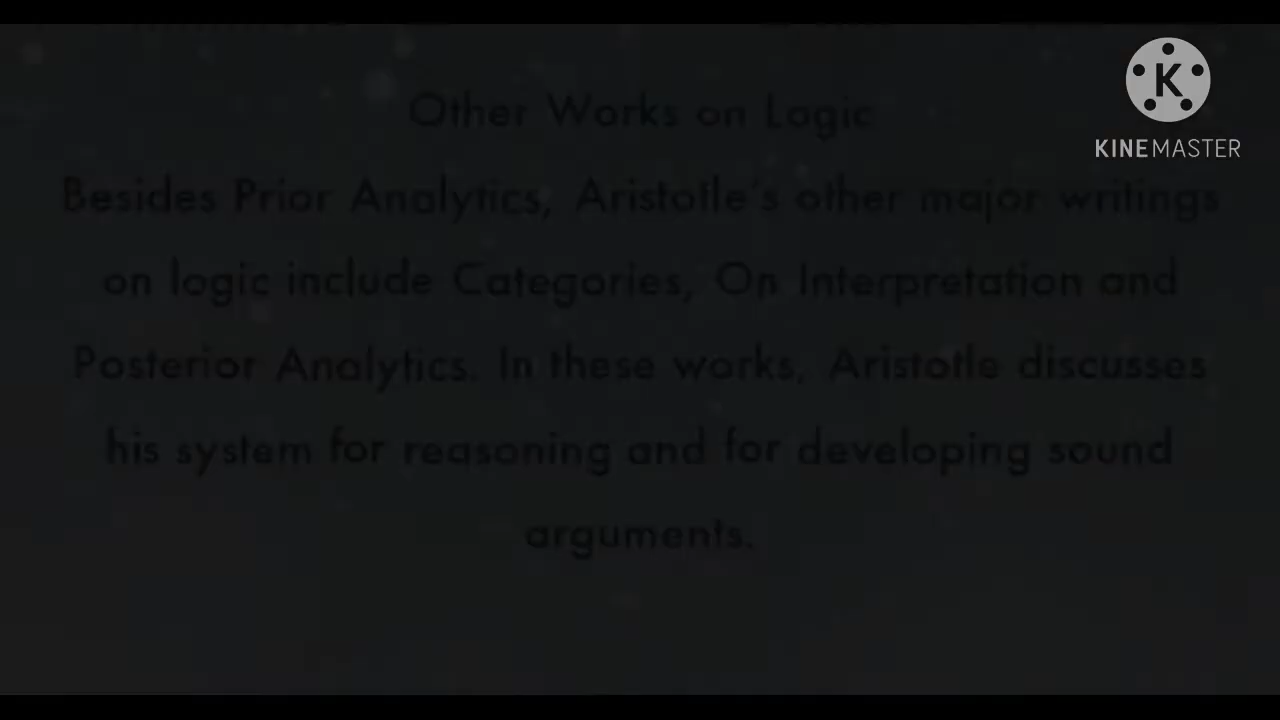 Other Works on Logic
Besides Prior Analytics, Aristotle's other major writings
on logic include Categories, On Interpretation and
Posterior Analytics. In these works, Aristotle discusses
his system for reasoning and for developing sound
arguments.
K
KINEMASTER